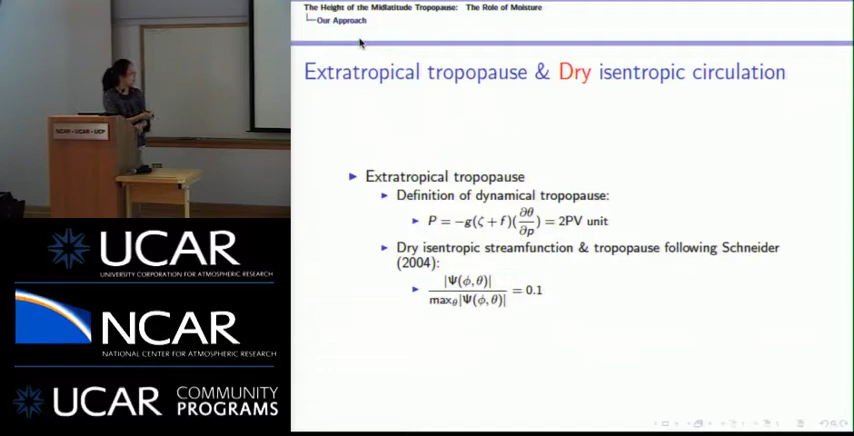 The Height of the Midlatitude Tropopause: The Role of Moisture
Our Approach
Extratropical tropopause & Dry isentropic circulation
NCAR • UCAR • UCP
► Extratropical tropopause
► Definition of dynamical tropopause:
► P = −g(ζ + f)(∂θ/∂p) = 2PV unit
► Dry isentropic streamfunction & tropopause following Schneider
(2004):
► |Ψ(ϕ,θ)| / max_θ|Ψ(ϕ,θ)| = 0.1
UCAR
UNIVERSITY CORPORATION FOR ATMOSPHERIC RESEARCH
NCAR
NATIONAL CENTER FOR ATMOSPHERIC RESEARCH
UCAR COMMUNITY
PROGRAMS